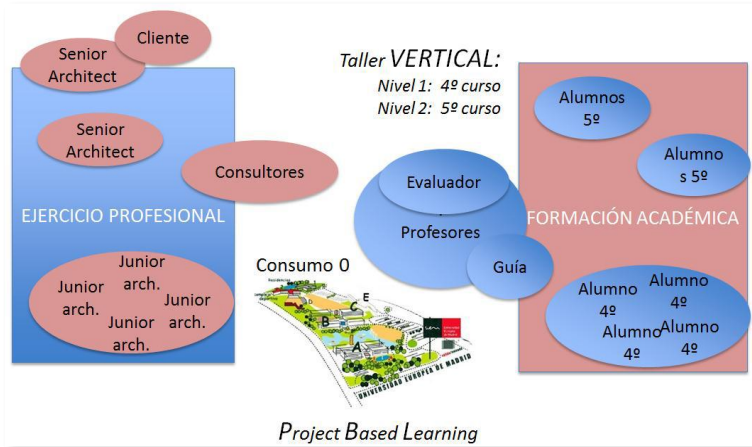 Cliente
Senior
Architect
Taller VERTICAL:
Nivel 1: 4º curso
Nivel 2: 5º curso
Alumnos
5º
Senior
Architect
Consultores
Alumno
s 5º
Evaluador
EJERCICIO PROFESIONAL
Profesores
FORMACIÓN ACADÉMICA
Guía
Junior
arch.
Junior
arch.
Junior
arch.
Junior
arch.
Consumo 0
Alumno
4º
Alumno
4º
Alumno
4º
Alumno
4º
E
C
D
B
A
UNIVERSIDAD EUROPEA DE MADRID
Project Based Learning